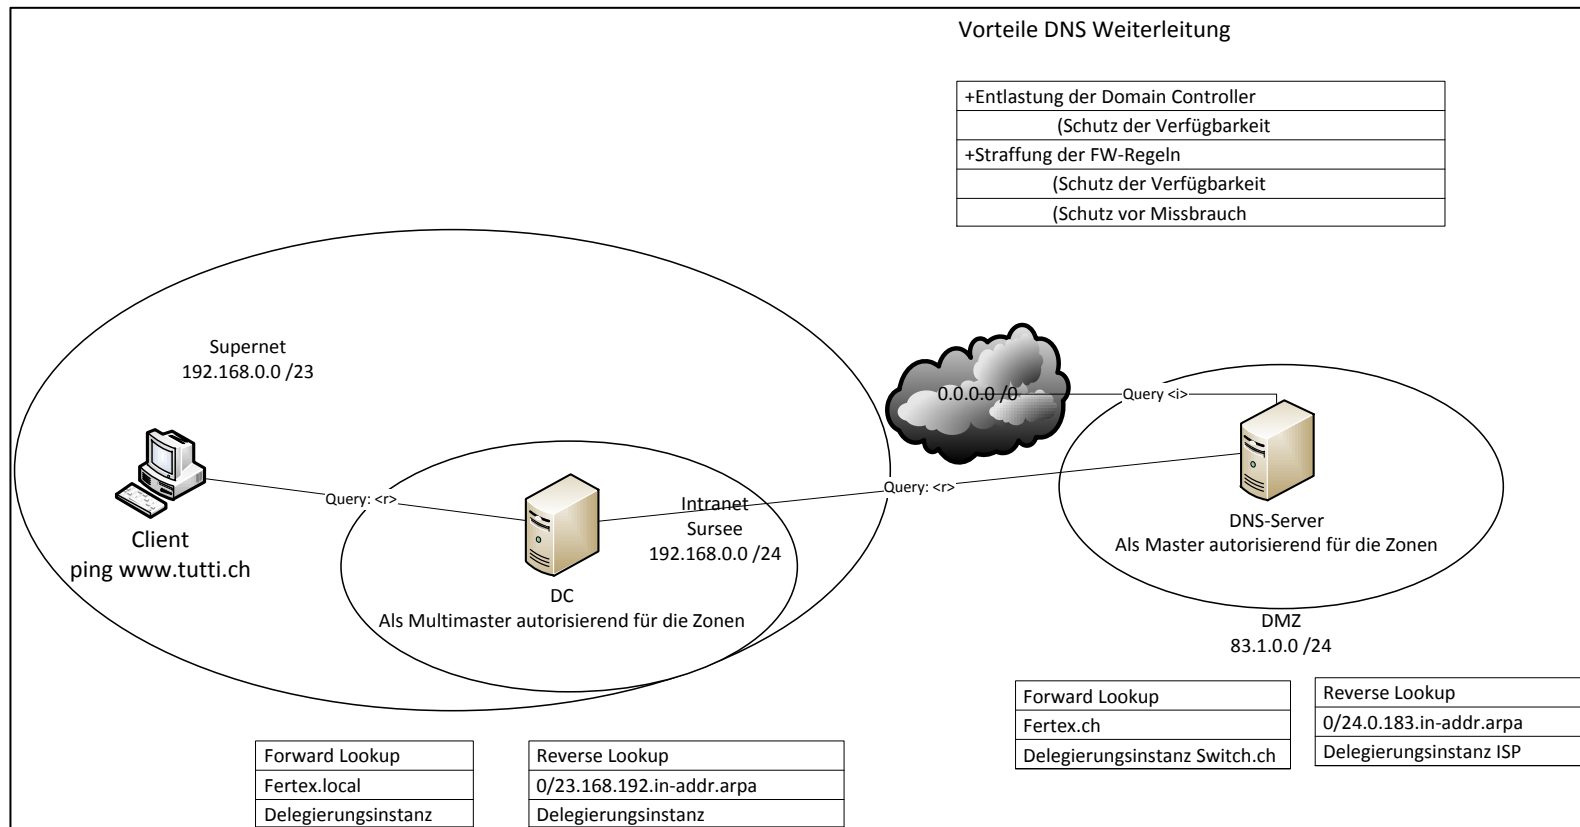 Vorteile DNS Weiterleitung
+Entlastung der Domain Controller
(Schutz der Verfügbarkeit
+Straffung der FW-Regeln
(Schutz der Verfügbarkeit
(Schutz vor Missbrauch
Supernet
192.168.0.0 /23
0.0.0.0 /0
Query <i>
Client
ping www.tutti.ch
Query: <r>
Intranet
Sursee
192.168.0.0 /24
DC
Als Multimaster autorisierend für die Zonen
Query: <r>
DNS-Server
Als Master autorisierend für die Zonen
DMZ
83.1.0.0 /24
Forward Lookup
Fertex.local
Delegierungsinstanz
Reverse Lookup
0/23.168.192.in-addr.arpa
Delegierungsinstanz
Forward Lookup
Fertex.ch
Delegierungsinstanz Switch.ch
Reverse Lookup
0/24.0.183.in-addr.arpa
Delegierungsinstanz ISP